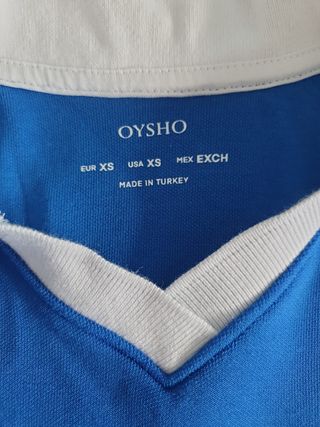 OYSHO
EUR XS USA XS MEX EXCH
MADE IN TURKEY